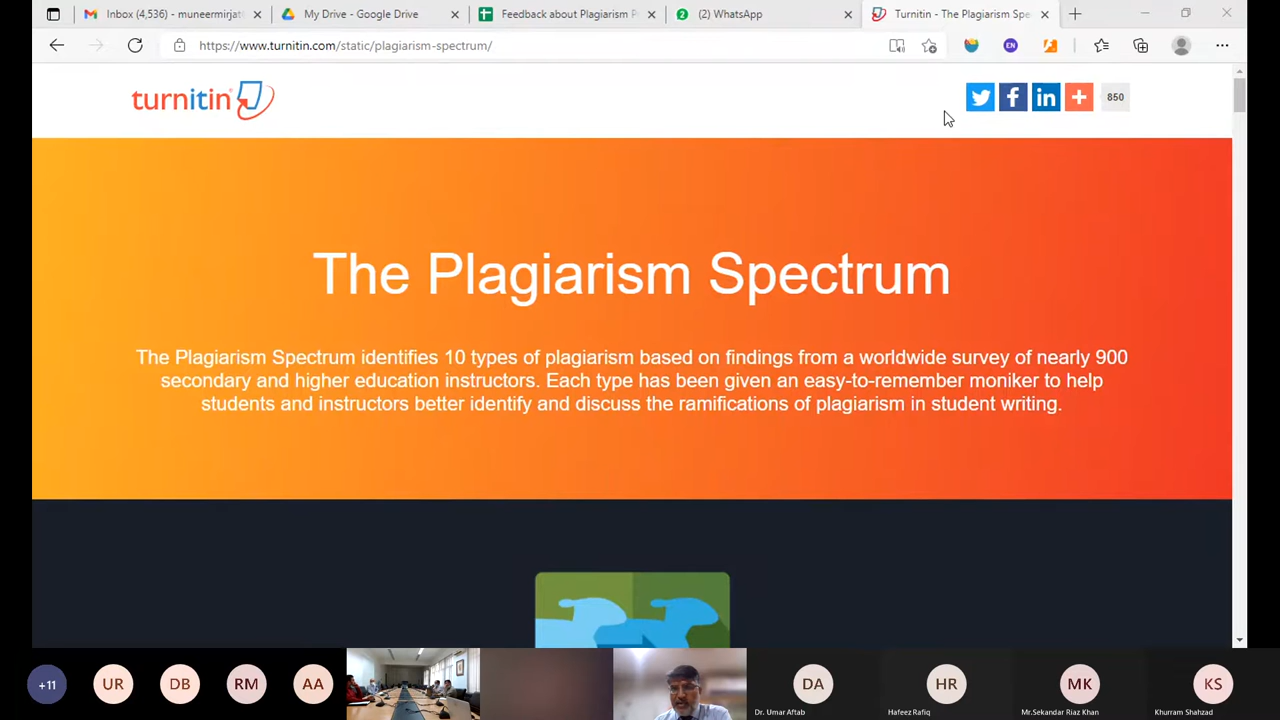 Inbox (4,536) - muneermirjatt
My Drive - Google Drive
Feedback about Plagiarism P
(2) WhatsApp
Turnitin - The Plagiarism Spe
https://www.turnitin.com/static/plagiarism-spectrum/
EN
turnitin
850
The Plagiarism Spectrum
The Plagiarism Spectrum identifies 10 types of plagiarism based on findings from a worldwide survey of nearly 900
secondary and higher education instructors. Each type has been given an easy-to-remember moniker to help
students and instructors better identify and discuss the ramifications of plagiarism in student writing.
+11
UR
DB
RM
AA
DA
HR
MK
KS
Dr. Umar Aftab
Hafeez Rafiq
Mr.Sekandar Riaz Khan
Khurram Shahzad